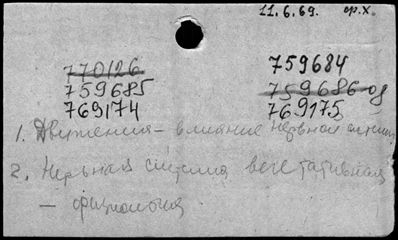 11.6.69. ср.х.
770126 759684
759685 759686-08
769174 769175
1. Движения - влияние нервной системы
2. Нервная система вегетативная
- физиология